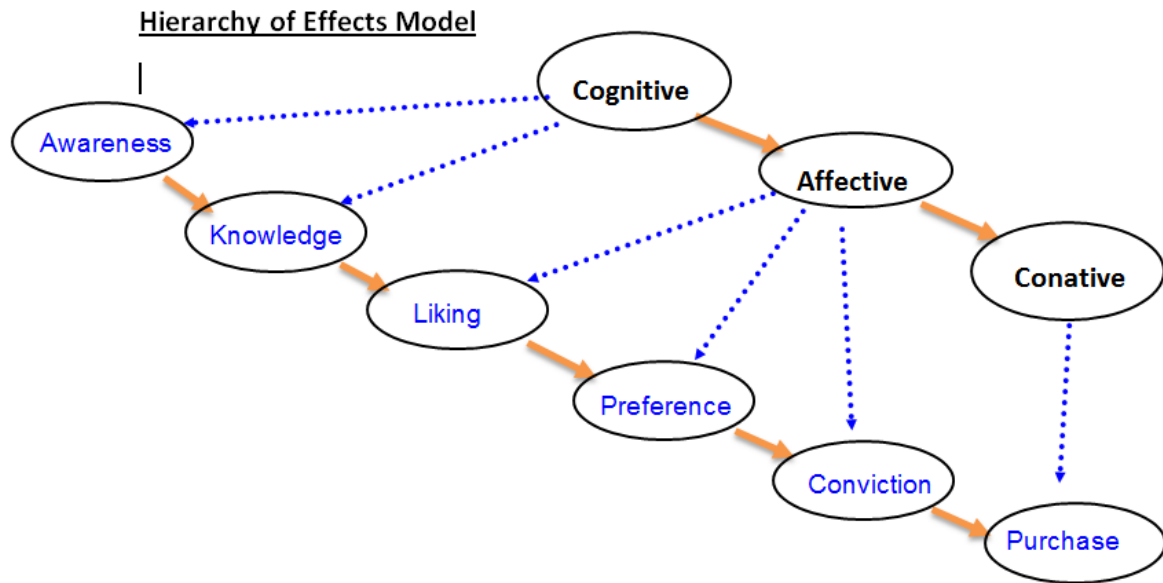 Hierarchy of Effects Model
Cognitive
Awareness
Affective
Knowledge
Conative
Liking
Preference
Conviction
Purchase